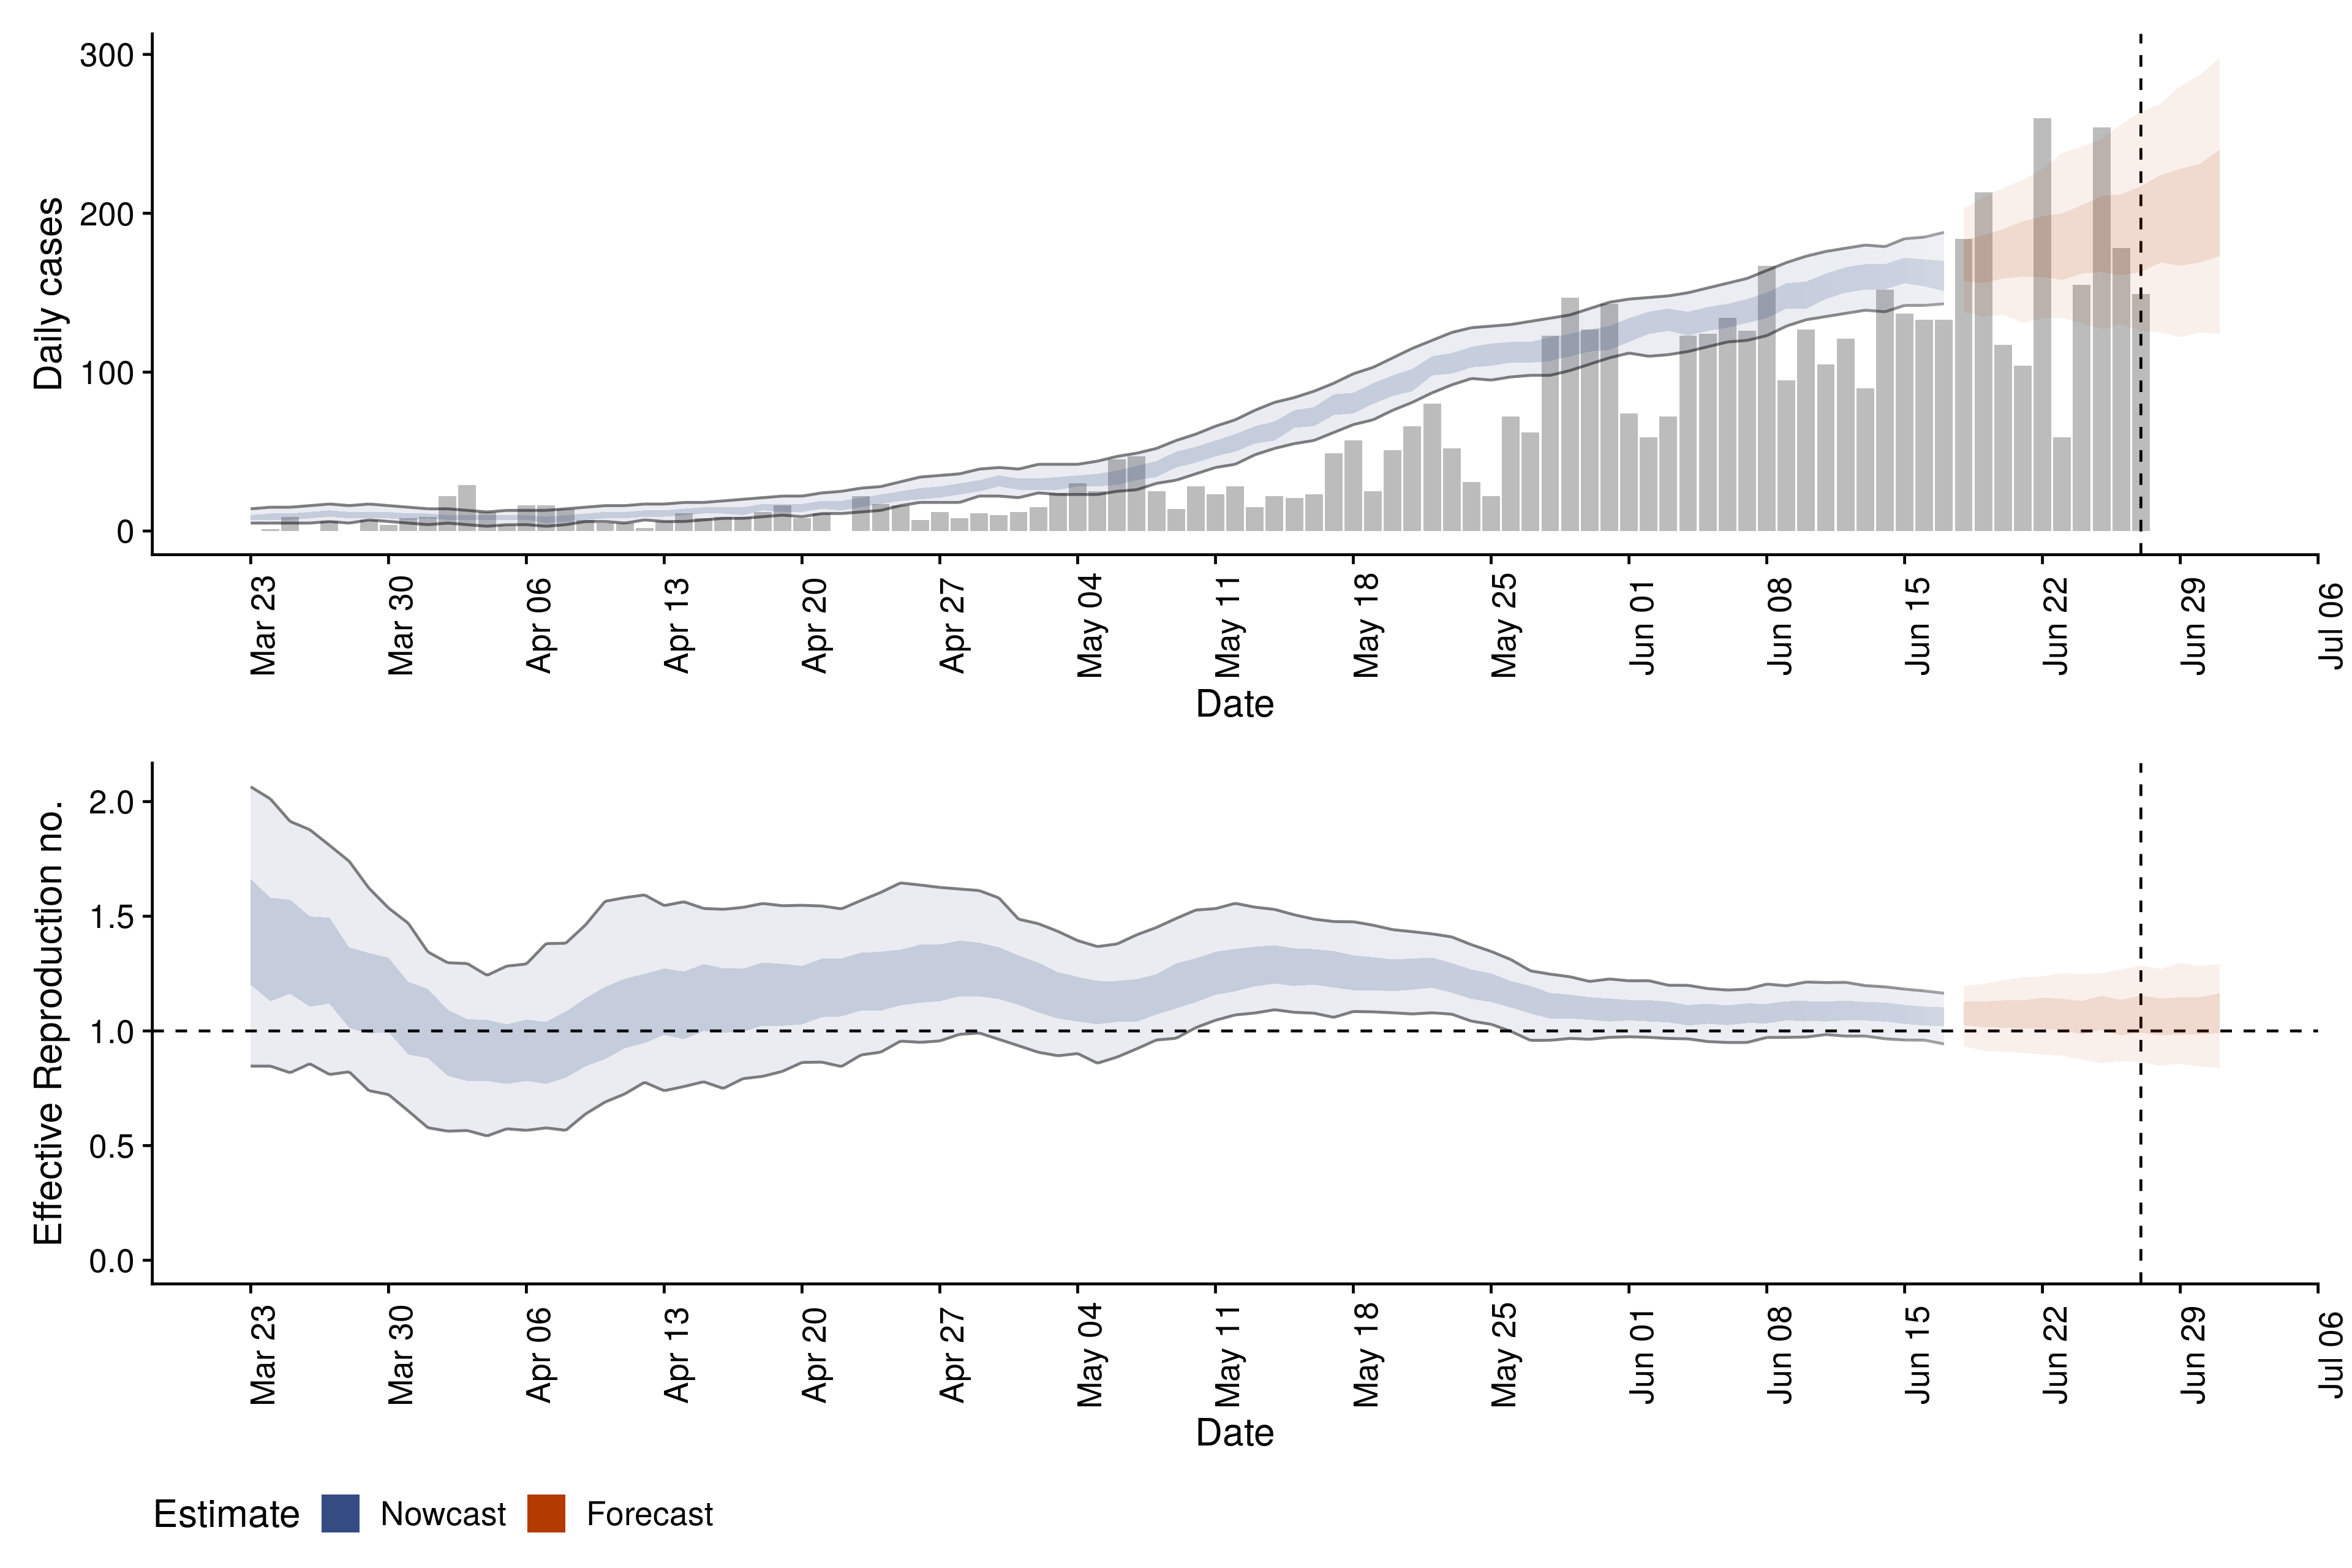 300
200
100
0
Daily cases
Mar 23
Mar 30
Apr 06
Apr 13
Apr 20
Apr 27
May 04
May 11
May 18
May 25
Jun 01
Jun 08
Jun 15
Jun 22
Jun 29
Jul 06
Date
2.0
1.5
1.0
0.5
0.0
Effective Reproduction no.
Mar 23
Mar 30
Apr 06
Apr 13
Apr 20
Apr 27
May 04
May 11
May 18
May 25
Jun 01
Jun 08
Jun 15
Jun 22
Jun 29
Jul 06
Date
Estimate Nowcast Forecast